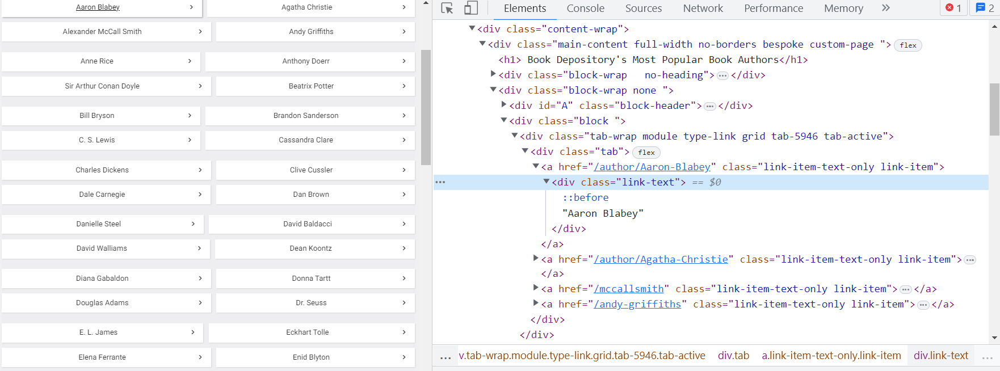 Aaron Blabey
Agatha Christie
Alexander McCall Smith
Andy Griffiths
Anne Rice
Anthony Doerr
Sir Arthur Conan Doyle
Beatrix Potter
Bill Bryson
Brandon Sanderson
C. S. Lewis
Cassandra Clare
Charles Dickens
Clive Cussler
Dale Carnegie
Dan Brown
Danielle Steel
David Baldacci
David Walliams
Dean Koontz
Diana Gabaldon
Donna Tartt
Douglas Adams
Dr. Seuss
E. L. James
Eckhart Tolle
Elena Ferrante
Enid Blyton
Elements Console Sources Network Performance Memory » 1 2
<div class="content-wrap">
<div class="main-content full-width no-borders bespoke custom-page "> flex
<h1> Book Depository's Most Popular Book Authors</h1>
<div class="block-wrap   no-heading">…</div>
<div class="block-wrap none ">
<div id="A" class="block-header">…</div>
<div class="block ">
<div class="tab-wrap module type-link grid tab-5946 tab-active">
<div class="tab"> flex
<a href="/author/Aaron-Blabey" class="link-item-text-only link-item">
… <div class="link-text"> == $0
::before
"Aaron Blabey"
</div>
</a>
<a href="/author/Agatha-Christie" class="link-item-text-only link-item">…
</a>
<a href="/mccallsmith" class="link-item-text-only link-item">…</a>
<a href="/andy-griffiths" class="link-item-text-only link-item">…</a>
</div>
</div>
… v.tab-wrap.module.type-link.grid.tab-5946.tab-active div.tab a.link-item-text-only.link-item div.link-text …